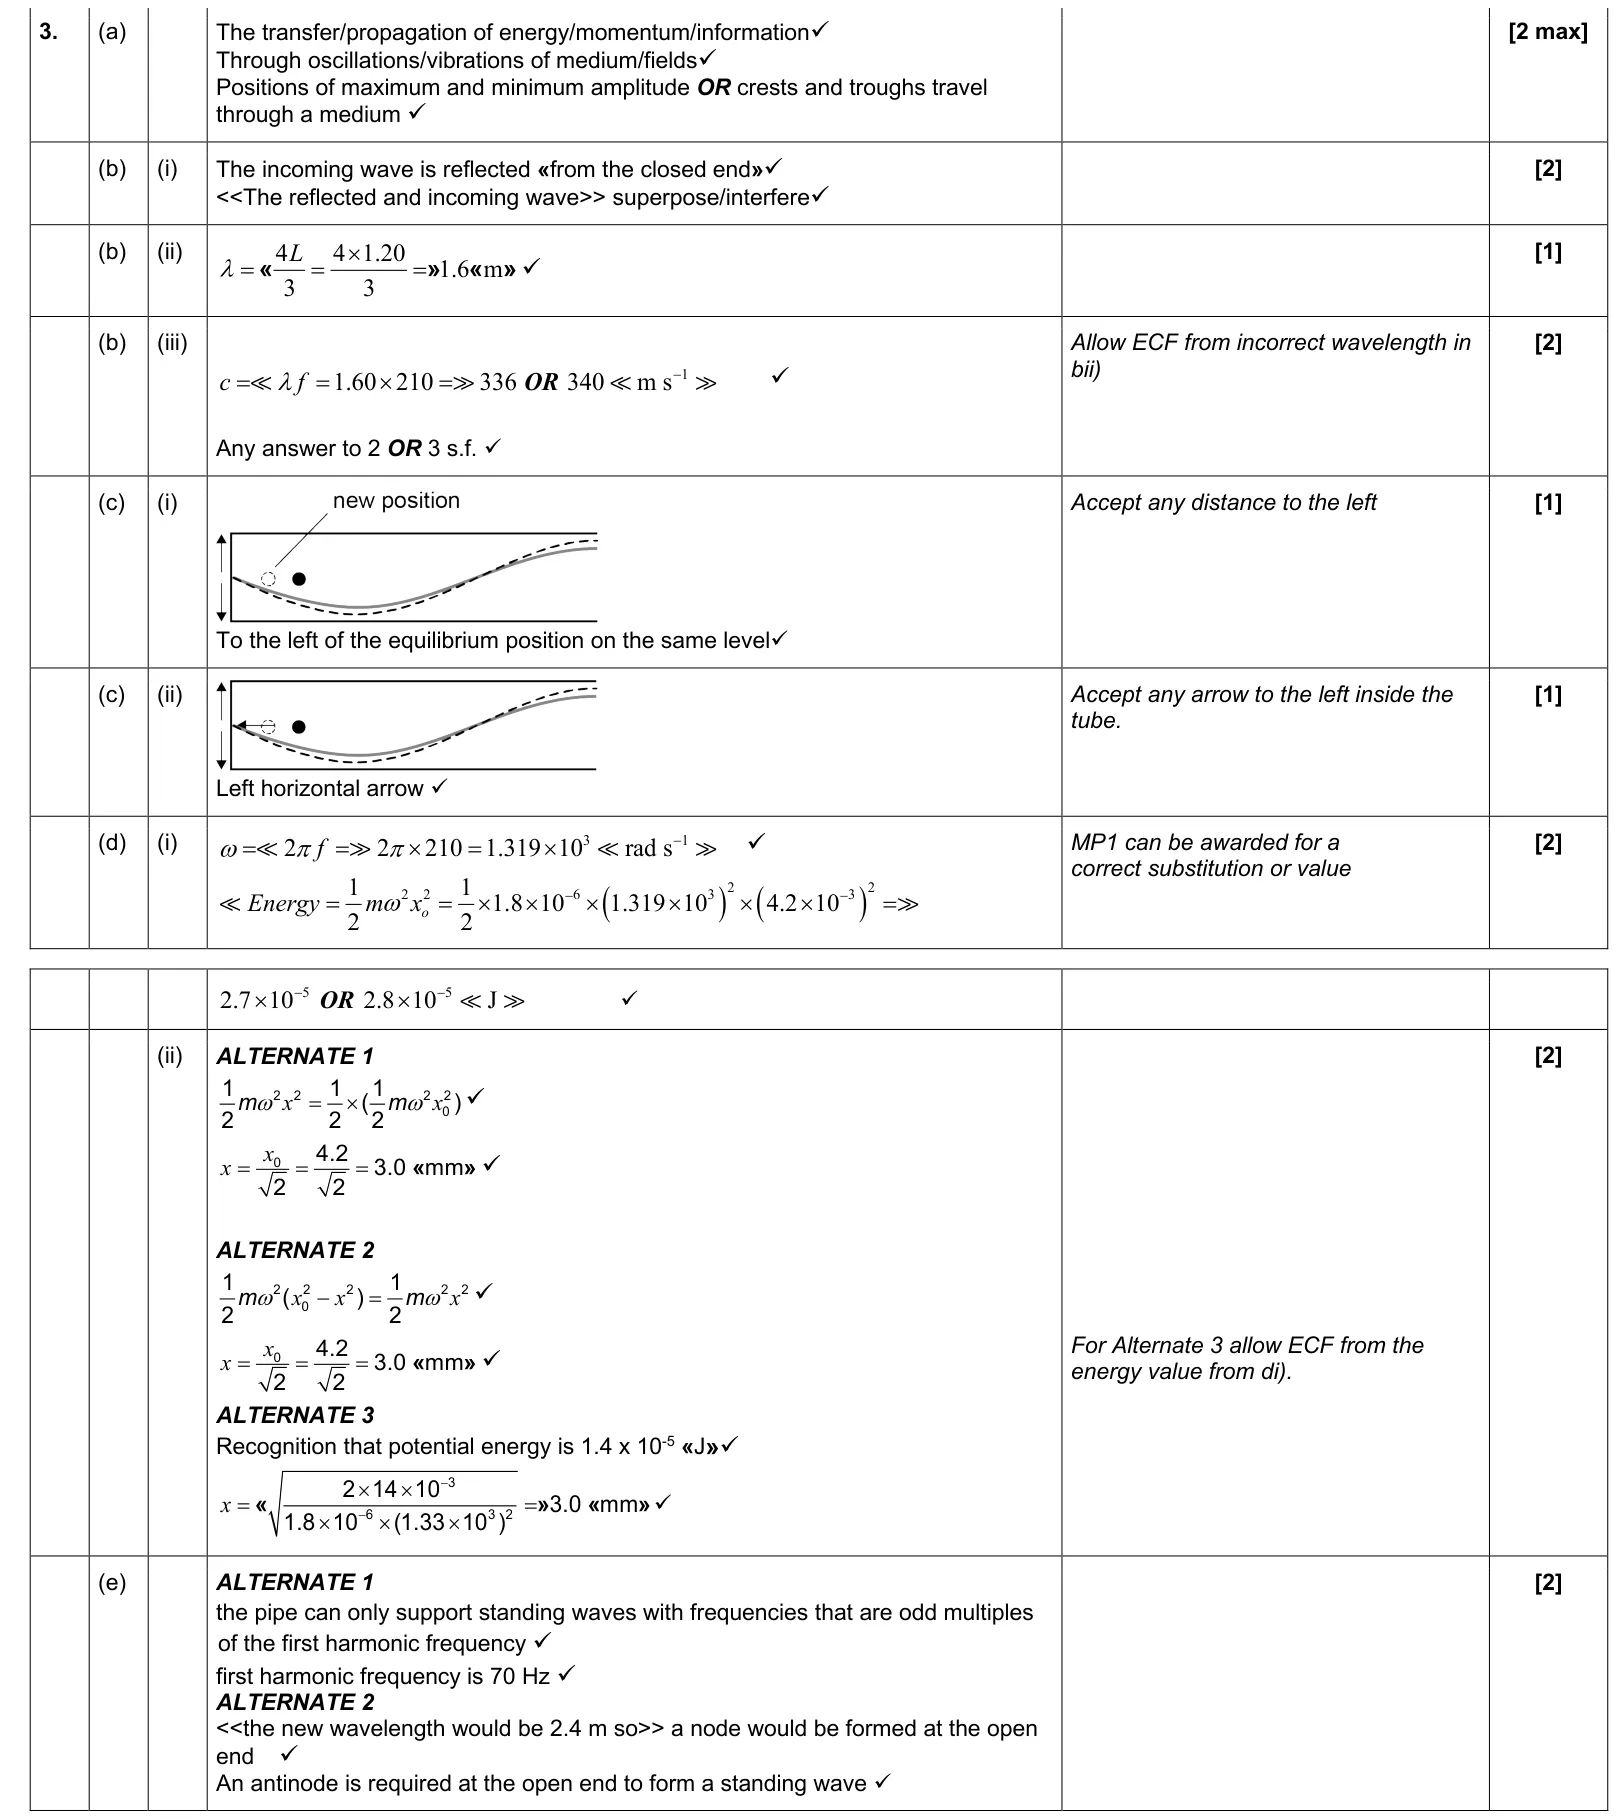 3. (a) The transfer/propagation of energy/momentum/information✓ [2 max]
Through oscillations/vibrations of medium/fields✓
Positions of maximum and minimum amplitude OR crests and troughs travel
through a medium ✓
(b) (i) The incoming wave is reflected «from the closed end»✓ [2]
<<The reflected and incoming wave>> superpose/interfere✓
(b) (ii) λ = «4L/3 = 4×1.20/3 =»1.6«m» ✓ [1]
(b) (iii) Allow ECF from incorrect wavelength in [2]
bii)
c =≪ λf = 1.60×210 =≫ 336 OR 340 ≪ m s⁻¹ ≫ ✓
Any answer to 2 OR 3 s.f. ✓
(c) (i) new position Accept any distance to the left [1]
To the left of the equilibrium position on the same level✓
(c) (ii) Accept any arrow to the left inside the [1]
tube.
Left horizontal arrow ✓
(d) (i) ω =≪ 2πf =≫ 2π×210 = 1.319×10³ ≪ rad s⁻¹ ≫ ✓ MP1 can be awarded for a [2]
correct substitution or value
≪ Energy = 1/2 mω²xₒ² = 1/2 ×1.8×10⁻⁶×(1.319×10³)²×(4.2×10⁻³)² =≫
2.7×10⁻⁵ OR 2.8×10⁻⁵ ≪ J ≫ ✓
(ii) ALTERNATE 1 [2]
1/2 mω²x² = 1/2 ×(1/2 mω²x₀²) ✓
x = x₀/√2 = 4.2/√2 = 3.0 «mm» ✓
ALTERNATE 2
1/2 mω²(x₀² − x²) = 1/2 mω²x² ✓
x = x₀/√2 = 4.2/√2 = 3.0 «mm» ✓
For Alternate 3 allow ECF from the
energy value from di).
ALTERNATE 3
Recognition that potential energy is 1.4 x 10⁻⁵ «J»✓
x = «√(2×14×10⁻³/1.8×10⁻⁶×(1.33×10³)²) =»3.0 «mm» ✓
(e) ALTERNATE 1 [2]
the pipe can only support standing waves with frequencies that are odd multiples
of the first harmonic frequency ✓
first harmonic frequency is 70 Hz ✓
ALTERNATE 2
<<the new wavelength would be 2.4 m so>> a node would be formed at the open
end ✓
An antinode is required at the open end to form a standing wave ✓